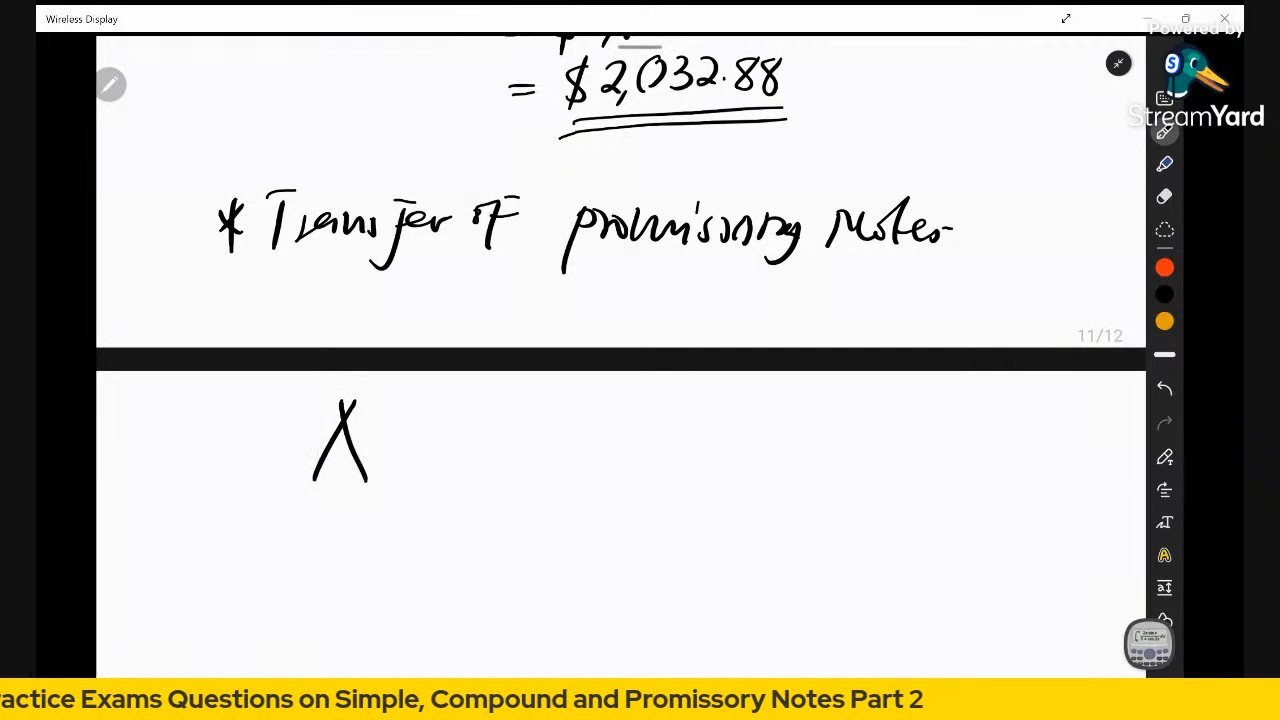 Wireless Display
Powered by
StreamYard
= $2,032.88
* Transfer of promissory Notes-
11/12
ractice Exams Questions on Simple, Compound and Promissory Notes Part 2